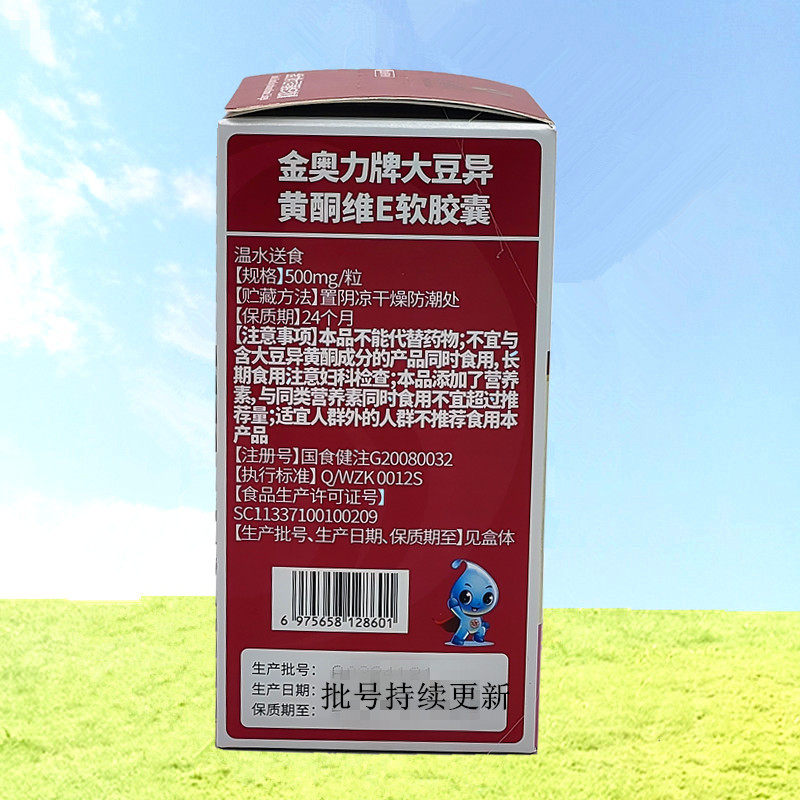 金奥力牌大豆异
黄酮维E软胶囊
温水送食
【规格】500mg/粒
【贮藏方法】置阴凉干燥防潮处
【保质期】24个月
【注意事项】本品不能代替药物;不宜与
含大豆异黄酮成分的产品同时食用,长
期食用注意妇科检查;本品添加了营养
素,与同类营养素同时食用不宜超过推
荐量;适宜人群外的人群不推荐食用本
产品
【注册号】国食健注G20080032
【执行标准】Q/WZK 0012S
【食品生产许可证号】
SC11337100100209
【生产批号、生产日期、保质期至】见盒体
6 975658 128601
生产批号:
生产日期:
保质期至:
批号持续更新